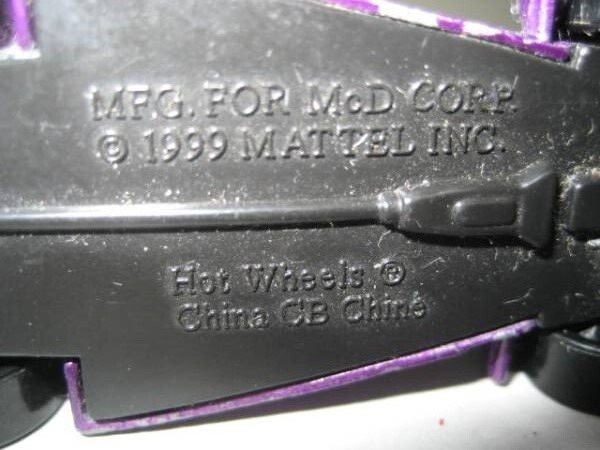 MFG. FOR McD CORP.
© 1999 MATTEL INC.
Hot Wheels ®
China CB Chine